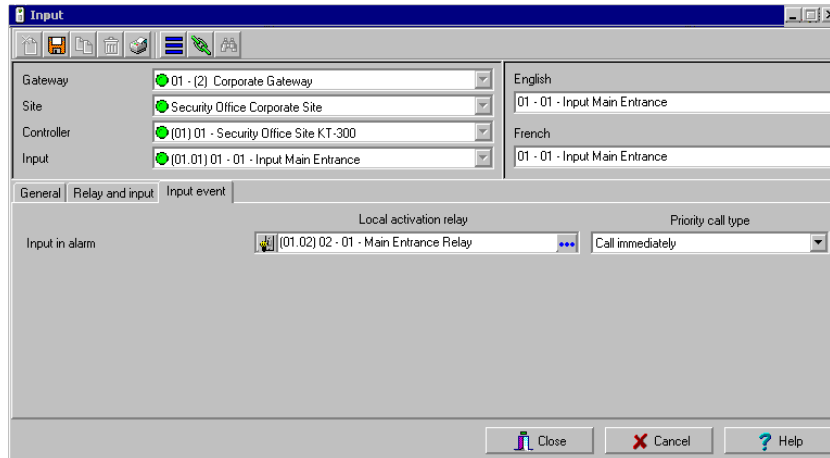 Input
Gateway
01 - (2) Corporate Gateway
Site
Security Office Corporate Site
Controller
(01) 01 - Security Office Site KT-300
Input
(01.01) 01 - 01 - Input Main Entrance
English
01 - 01 - Input Main Entrance
French
01 - 01 - Input Main Entrance
General Relay and input Input event
Local activation relay Priority call type
Input in alarm (01.02) 02 - 01 - Main Entrance Relay ... Call immediately
Close Cancel ? Help